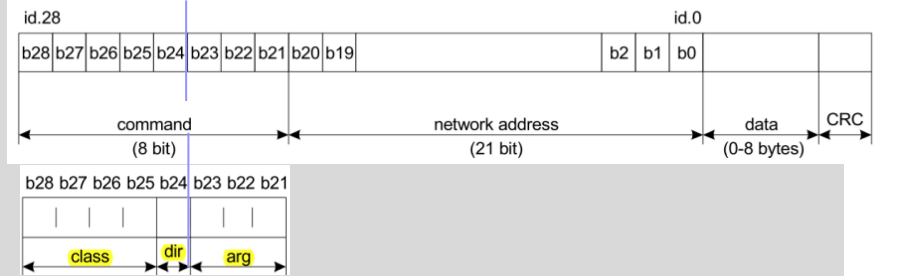 id.28 id.0
b28 b27 b26 b25 b24 b23 b22 b21 b20 b19 b2 b1 b0
command network address data CRC
(8 bit) (21 bit) (0-8 bytes)
b28 b27 b26 b25 b24 b23 b22 b21
class dir arg